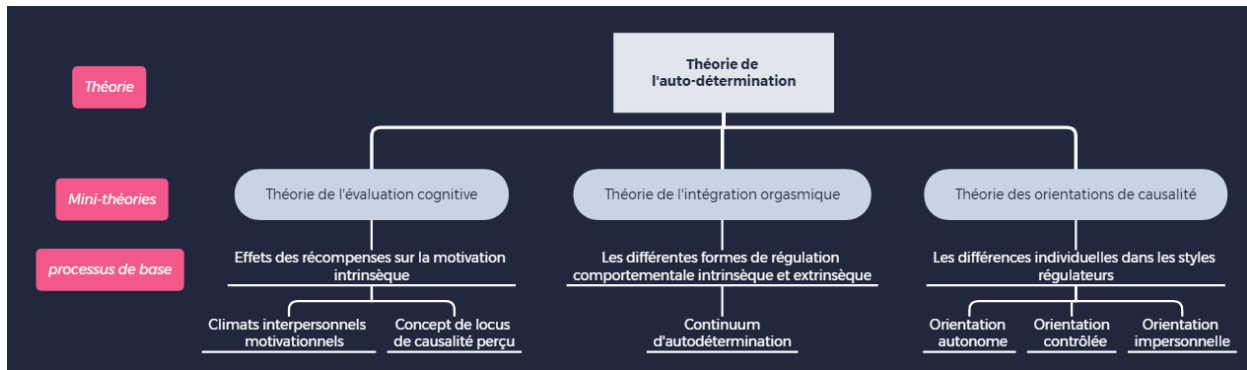 Théorie
Théorie de
l'auto-détermination
Mini-théories
Théorie de l'évaluation cognitive
Théorie de l'intégration orgasmique
Théorie des orientations de causalité
processus de base
Effets des récompenses sur la motivation
intrinsèque
Les différentes formes de régulation
comportementale intrinsèque et extrinsèque
Les différences individuelles dans les styles
régulateurs
Climats interpersonnels
motivationnels
Concept de locus
de causalité perçu
Continuum
d'autodétermination
Orientation
autonome
Orientation
contrôlée
Orientation
impersonnelle